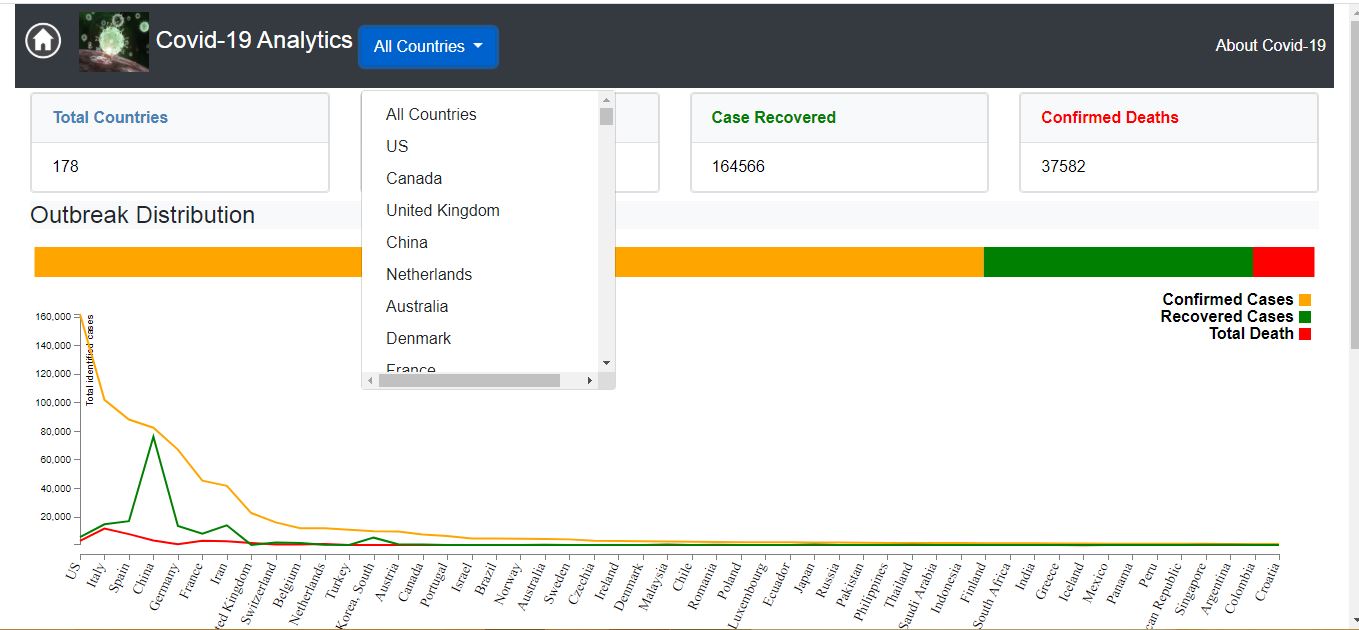 Covid-19 Analytics
All Countries
About Covid-19
Total Countries
178
Case Recovered
164566
Confirmed Deaths
37582
All Countries
US
Canada
United Kingdom
China
Netherlands
Australia
Denmark
France
Outbreak Distribution
Confirmed Cases
Recovered Cases
Total Death
Total identified cases
160,000
140,000
120,000
100,000
80,000
60,000
40,000
20,000
US
Italy
Spain
China
Germany
France
Iran
ted Kingdom
Switzerland
Belgium
Netherlands
Turkey
Korea, South
Austria
Canada
Portugal
Israel
Brazil
Norway
Australia
Sweden
Czechia
Ireland
Denmark
Malaysia
Chile
Romania
Poland
Luxembourg
Ecuador
Japan
Russia
Pakistan
Philippines
Thailand
Saudi Arabia
Indonesia
Finland
South Africa
India
Greece
Iceland
Mexico
Panama
Peru
can Republic
Singapore
Argentina
Colombia
Croatia